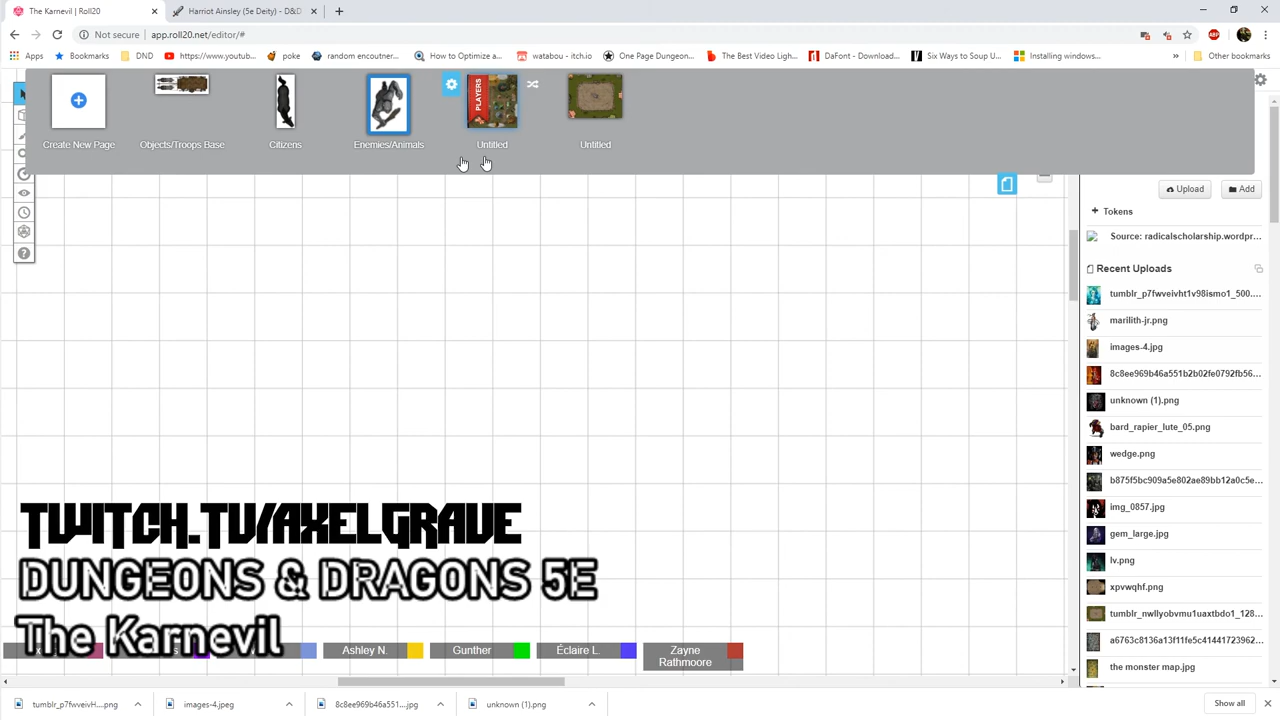 The Karnevil | Roll20
Harriot Ainsley (5e Deity) - D&D
Not secure
app.roll20.net/editor/#
Apps
Bookmarks
DND
https://www.youtube...
poke
random encoutner...
How to Optimize a...
watabou - itch.io
One Page Dungeon...
The Best Video Ligh...
DaFont - Download...
Six Ways to Soup U...
Installing windows...
Other bookmarks
PLAYERS
Create New Page
Objects/Troops Base
Citizens
Enemies/Animals
Untitled
Untitled
Upload
Add
Tokens
Source: radicalscholarship.wordpr...
Recent Uploads
tumblr_p7fwveivht1v98ismo1_500....
marilith-jr.png
images-4.jpg
8c8ee969b46a551b2b02fe0792fb56...
unknown (1).png
bard_rapier_lute_05.png
wedge.png
b875f5bc909a5e802ae89bb12a0c5e...
img_0857.jpg
gem_large.jpg
lv.png
xpvwqhf.png
tumblr_nwllyobvmu1uaxtbdo1_128...
a6763c8136a13f11fe5c41441723962...
the monster map.jpg
TWITCH.TV/AXELGRAVE
DUNGEONS & DRAGONS 5E
The Karnevil
Ashley N.
Gunther
Éclaire L.
Zayne
Rathmoore
tumblr_p7fwveivH....png
images-4.jpeg
8c8ee969b46a551....jpg
unknown (1).png
Show all